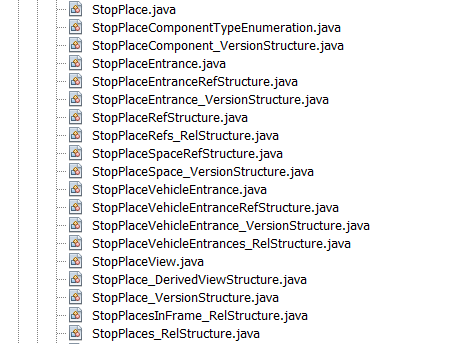 StopPlace.java
StopPlaceComponentTypeEnumeration.java
StopPlaceComponent_VersionStructure.java
StopPlaceEntrance.java
StopPlaceEntranceRefStructure.java
StopPlaceEntrance_VersionStructure.java
StopPlaceRefStructure.java
StopPlaceRefs_RelStructure.java
StopPlaceSpaceRefStructure.java
StopPlaceSpace_VersionStructure.java
StopPlaceVehicleEntrance.java
StopPlaceVehicleEntranceRefStructure.java
StopPlaceVehicleEntrance_VersionStructure.java
StopPlaceVehicleEntrances_RelStructure.java
StopPlaceView.java
StopPlace_DerivedViewStructure.java
StopPlace_VersionStructure.java
StopPlacesInFrame_RelStructure.java
StopPlaces_RelStructure.java